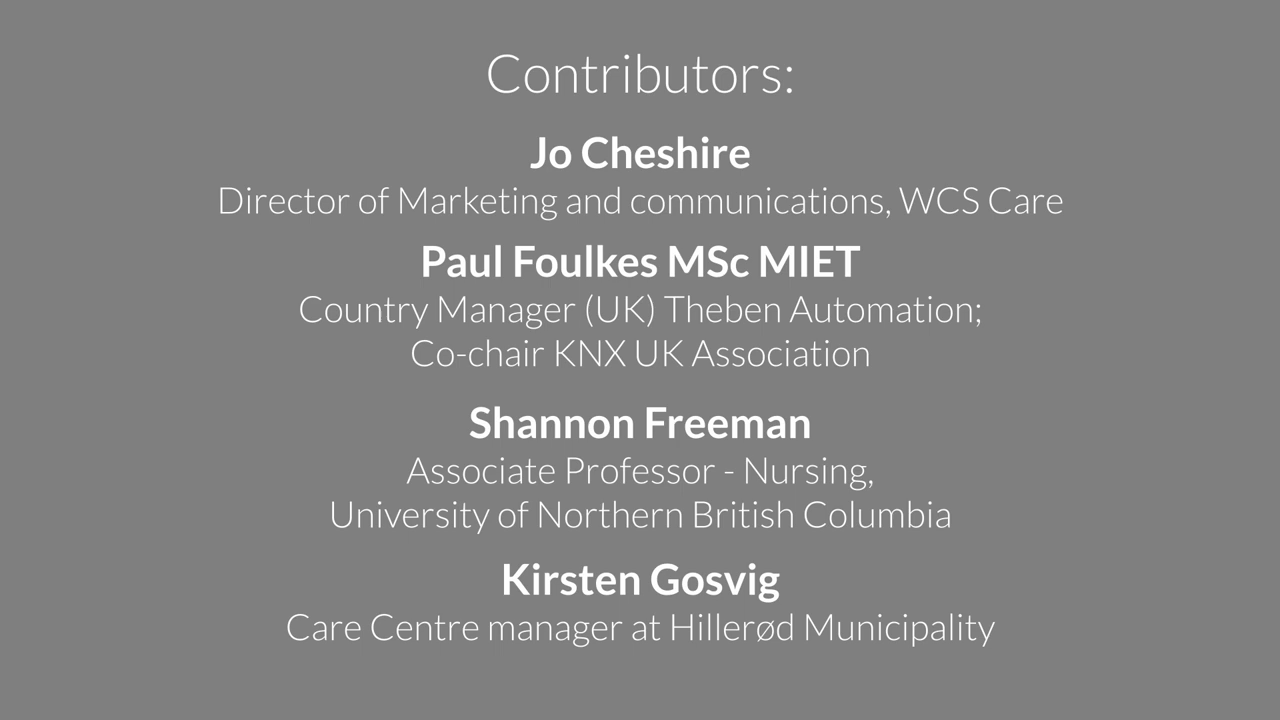 Contributors:
Jo Cheshire
Director of Marketing and communications, WCS Care
Paul Foulkes MSc MIET
Country Manager (UK) Theben Automation;
Co-chair KNX UK Association
Shannon Freeman
Associate Professor - Nursing,
University of Northern British Columbia
Kirsten Gosvig
Care Centre manager at Hillerød Municipality